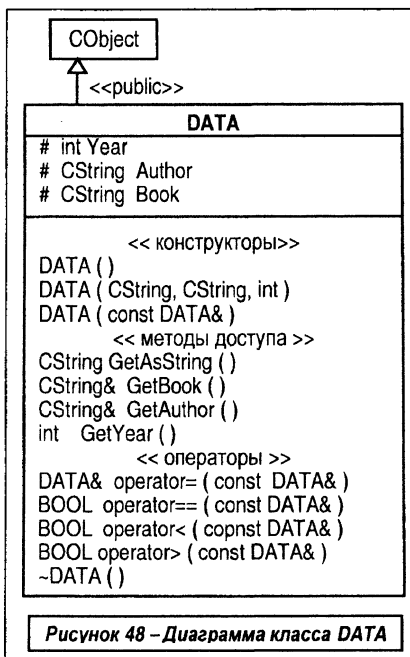 CObject
<<public>>
DATA
# int Year
# CString Author
# CString Book
<< конструкторы>>
DATA ( )
DATA ( CString, CString, int )
DATA ( const DATA& )
<< методы доступа >>
CString GetAsString ( )
CString& GetBook ( )
CString& GetAuthor ( )
int GetYear ( )
<< операторы >>
DATA& operator= ( const DATA& )
BOOL operator== ( const DATA& )
BOOL operator< ( copnst DATA& )
BOOL operator> ( const DATA& )
~DATA ( )
Рисунок 48 – Диаграмма класса DATA